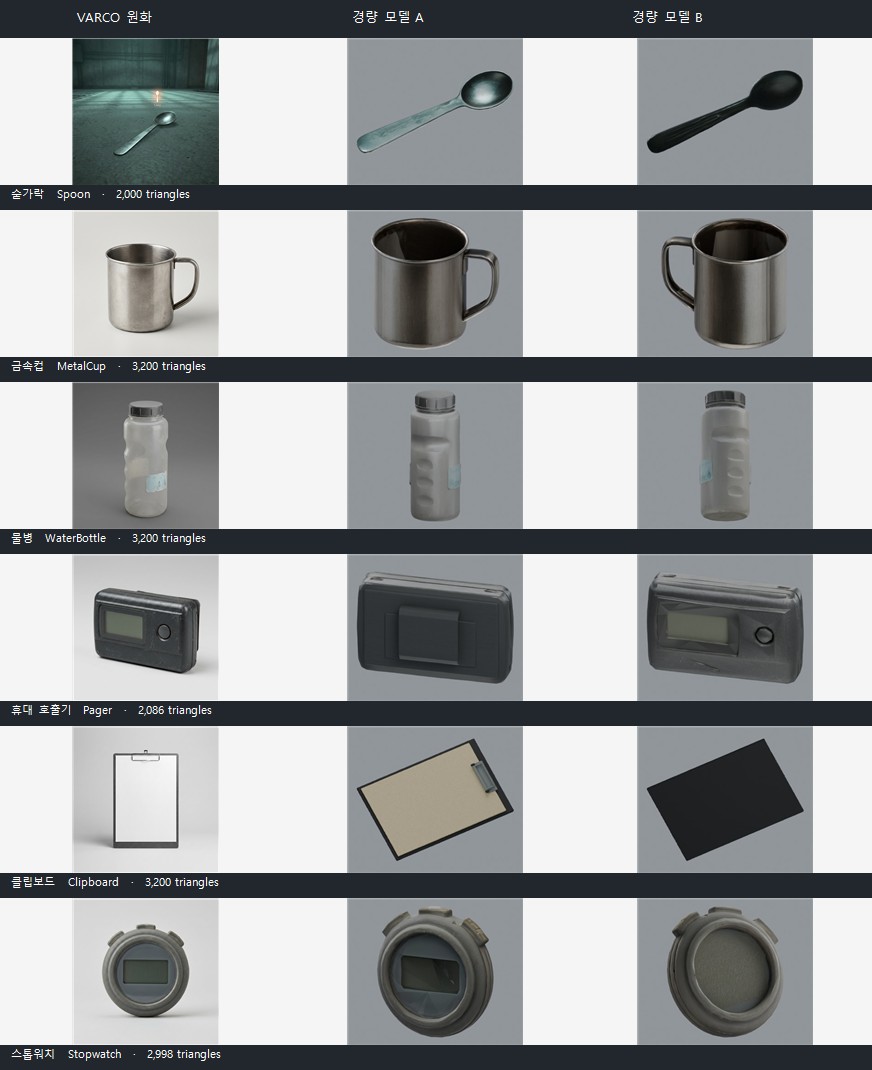 VARCO 원화 경량 모델 A 경량 모델 B
숟가락 Spoon · 2,000 triangles
금속컵 MetalCup · 3,200 triangles
물병 WaterBottle · 3,200 triangles
휴대 호출기 Pager · 2,086 triangles
클립보드 Clipboard · 3,200 triangles
스톱워치 Stopwatch · 2,998 triangles